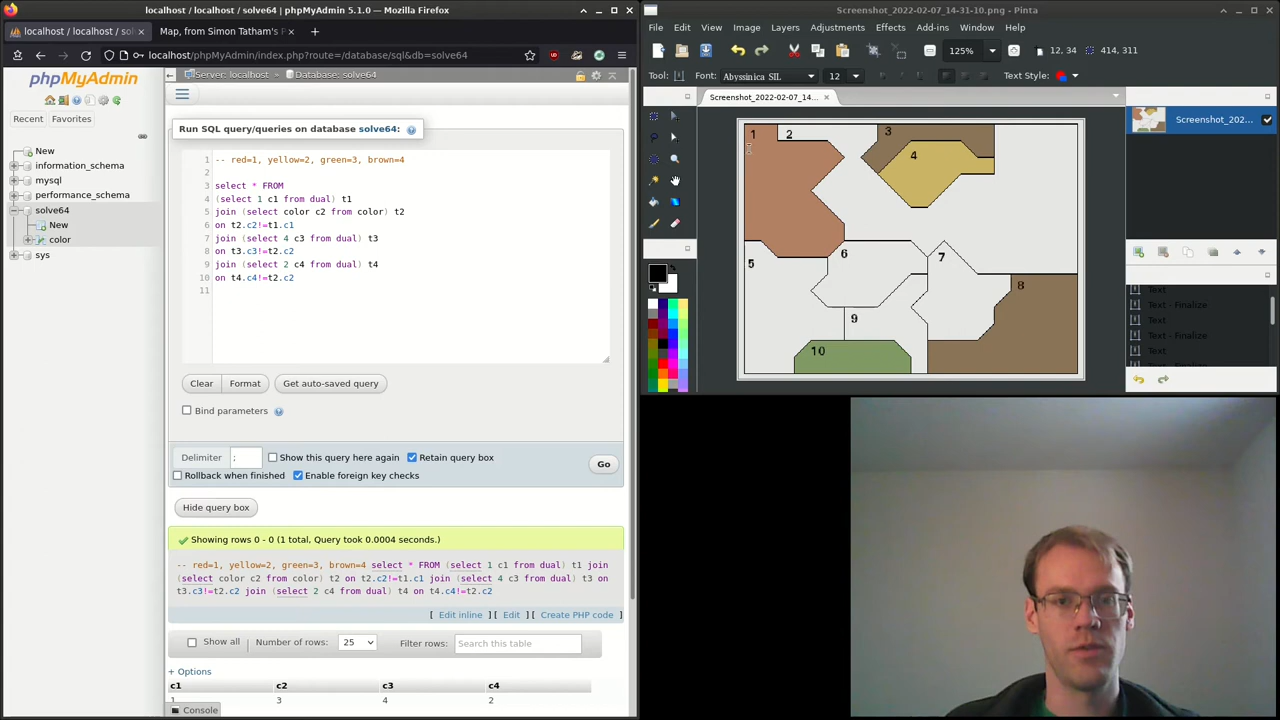 localhost / localhost / solve64 | phpMyAdmin 5.1.0 — Mozilla Firefox
localhost / localhost / sol
Map, from Simon Tatham's P
localhost/phpMyAdmin/index.php?route=/database/sql&db=solve64
phpMyAdmin
Recent
Favorites
New
information_schema
mysql
performance_schema
solve64
New
color
sys
Server: localhost » Database: solve64
Run SQL query/queries on database solve64:
1 -- red=1, yellow=2, green=3, brown=4
2
3 select * FROM
4 (select 1 c1 from dual) t1
5 join (select color c2 from color) t2
6 on t2.c2!=t1.c1
7 join (select 4 c3 from dual) t3
8 on t3.c3!=t2.c2
9 join (select 2 c4 from dual) t4
10 on t4.c4!=t2.c2
11
Clear
Format
Get auto-saved query
Bind parameters
Delimiter ;
Show this query here again
Retain query box
Rollback when finished
Enable foreign key checks
Go
Hide query box
Showing rows 0 - 0 (1 total, Query took 0.0004 seconds.)
-- red=1, yellow=2, green=3, brown=4 select * FROM (select 1 c1 from dual) t1 join
(select color c2 from color) t2 on t2.c2!=t1.c1 join (select 4 c3 from dual) t3 on
t3.c3!=t2.c2 join (select 2 c4 from dual) t4 on t4.c4!=t2.c2
[ Edit inline ][ Edit ] [ Create PHP code ]
Show all
Number of rows: 25
Filter rows: Search this table
+ Options
c1 c2 c3 c4
1 3 4 2
Console
Screenshot_2022-02-07_14-31-10.png - Pinta
File Edit View Image Layers Adjustments Effects Add-ins Window Help
125%
12, 34
414, 311
Tool:
Font: Abyssinica SIL
12
Text Style:
Screenshot_2022-02-07_14...
1
2
3
4
5
6
7
8
9
10
Screenshot_202...
Text
Text - Finalize
Text
Text - Finalize
Text